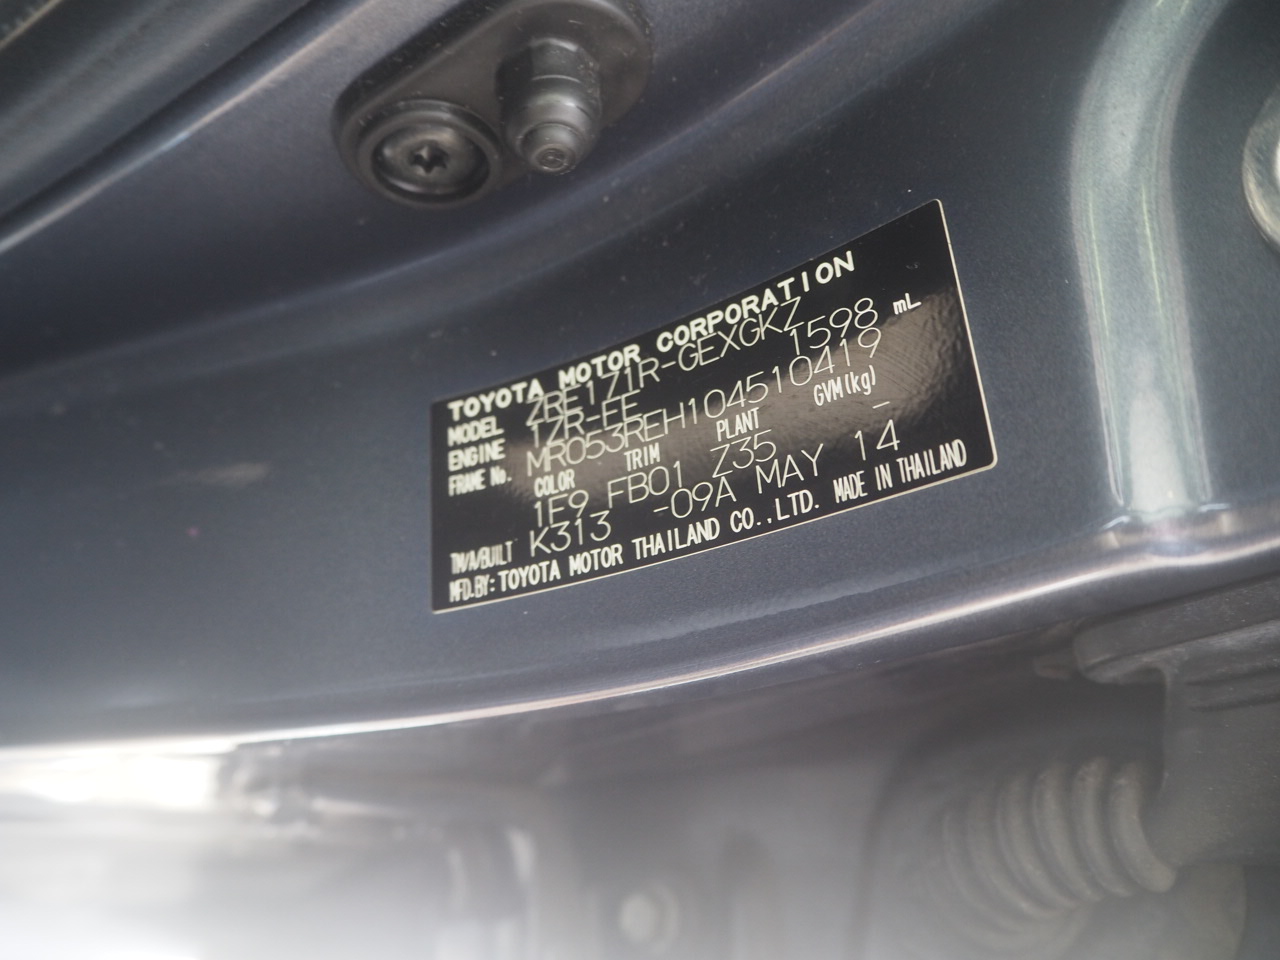 TOYOTA MOTOR CORPORATION
MODEL ZRE171R-GEXGKZ
ENGINE 1ZR-FE 1598 mL
FRAME No. MR053REH104510419
COLOR TRIM PLANT GVM(kg)
1F9 FB01 Z35 -
TM/A/BUILT K313 -09A MAY 14
MFD.BY: TOYOTA MOTOR THAILAND CO.,LTD. MADE IN THAILAND